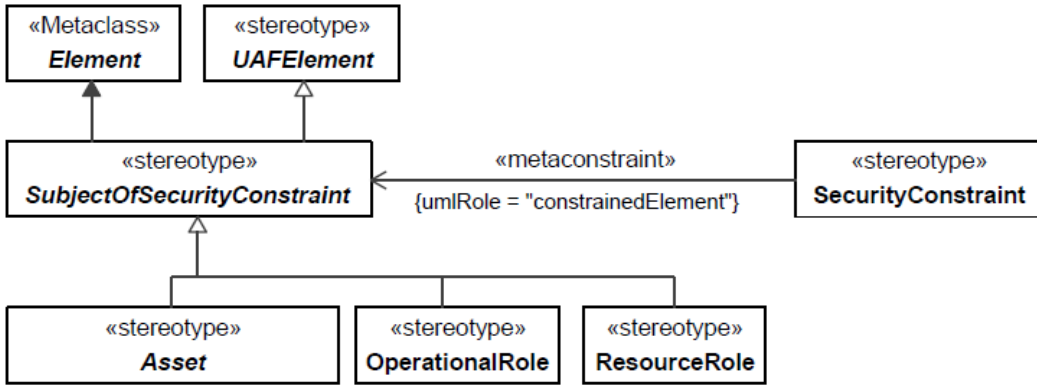 «Metaclass»
Element
«stereotype»
UAFElement
«stereotype»
SubjectOfSecurityConstraint
«metaconstraint»
{umlRole = "constrainedElement"}
«stereotype»
SecurityConstraint
«stereotype»
Asset
«stereotype»
OperationalRole
«stereotype»
ResourceRole